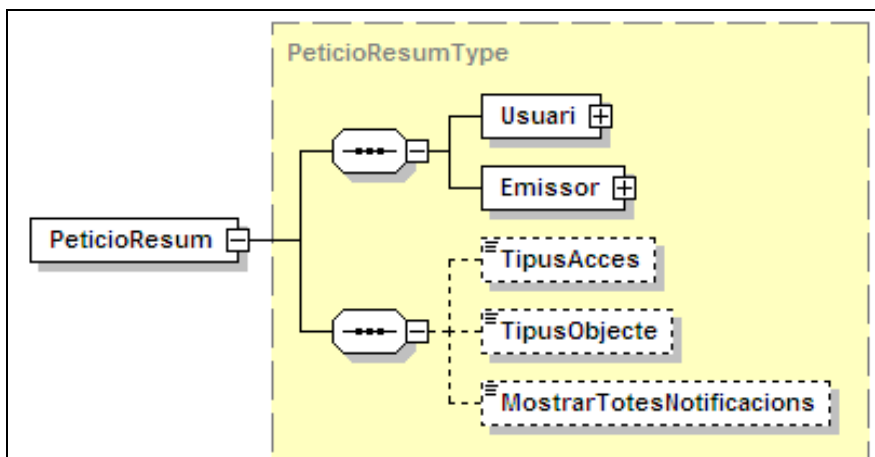 PeticioResumType
Usuari
Emissor
PeticioResum
TipusAcces
TipusObjecte
MostrarTotesNotificacions